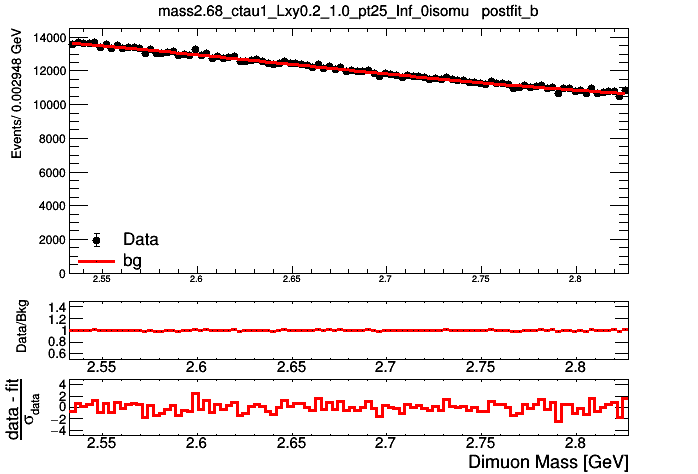 mass2.68_ctau1_Lxy0.2_1.0_pt25_Inf_0isomu postfit_b
Events/ 0.002948 GeV
14000
12000
10000
8000
6000
4000
2000
0
Data
bg
2.55 2.6 2.65 2.7 2.75 2.8
Data/Bkg
1.4
1.2
1
0.8
0.6
2.55 2.6 2.65 2.7 2.75 2.8
data - fit
σdata
4
2
0
−2
−4
2.55 2.6 2.65 2.7 2.75 2.8
Dimuon Mass [GeV]